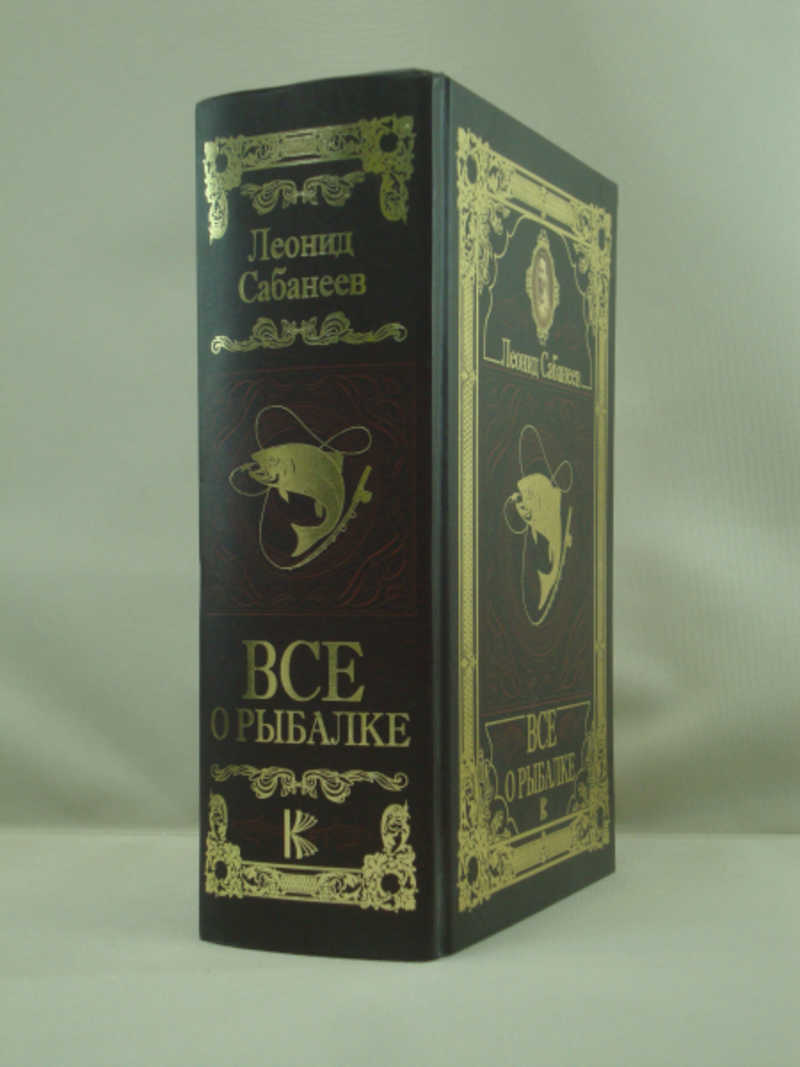 Леонид
Сабанеев
ВСЕ
О РЫБАЛКЕ
К
Леонид Сабанеев
ВСЕ
О РЫБАЛКЕ
К